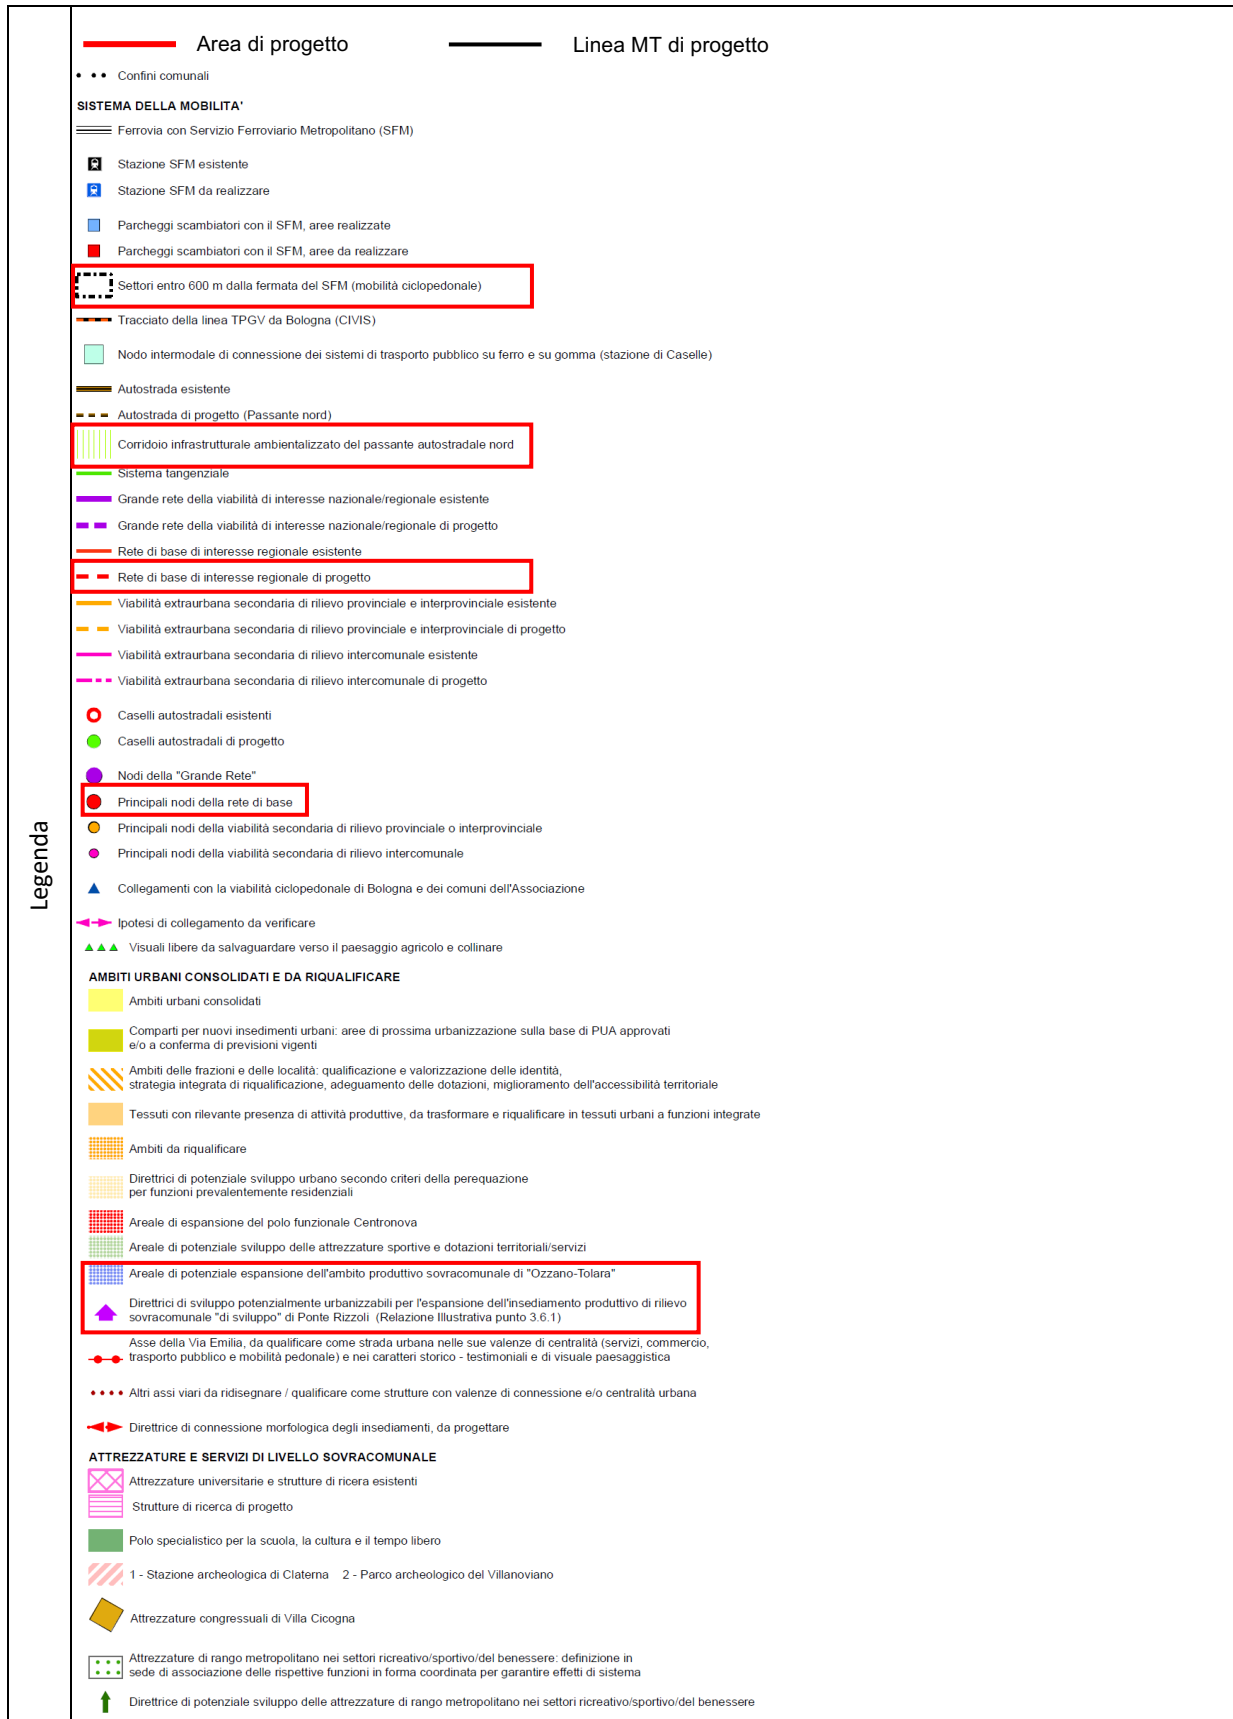 Legenda
Area di progetto
Linea MT di progetto
Confini comunali
SISTEMA DELLA MOBILITA'
Ferrovia con Servizio Ferroviario Metropolitano (SFM)
Stazione SFM esistente
Stazione SFM da realizzare
Parcheggi scambiatori con il SFM, aree realizzate
Parcheggi scambiatori con il SFM, aree da realizzare
Settori entro 600 m dalla fermata del SFM (mobilità ciclopedonale)
Tracciato della linea TPGV da Bologna (CIVIS)
Nodo intermodale di connessione dei sistemi di trasporto pubblico su ferro e su gomma (stazione di Caselle)
Autostrada esistente
Autostrada di progetto (Passante nord)
Corridoio infrastrutturale ambientalizzato del passante autostradale nord
Sistema tangenziale
Grande rete della viabilità di interesse nazionale/regionale esistente
Grande rete della viabilità di interesse nazionale/regionale di progetto
Rete di base di interesse regionale esistente
Rete di base di interesse regionale di progetto
Viabilità extraurbana secondaria di rilievo provinciale e interprovinciale esistente
Viabilità extraurbana secondaria di rilievo provinciale e interprovinciale di progetto
Viabilità extraurbana secondaria di rilievo intercomunale esistente
Viabilità extraurbana secondaria di rilievo intercomunale di progetto
Caselli autostradali esistenti
Caselli autostradali di progetto
Nodi della "Grande Rete"
Principali nodi della rete di base
Principali nodi della viabilità secondaria di rilievo provinciale o interprovinciale
Principali nodi della viabilità secondaria di rilievo intercomunale
Collegamenti con la viabilità ciclopedonale di Bologna e dei comuni dell'Associazione
Ipotesi di collegamento da verificare
Visuali libere da salvaguardare verso il paesaggio agricolo e collinare
AMBITI URBANI CONSOLIDATI E DA RIQUALIFICARE
Ambiti urbani consolidati
Comparti per nuovi insedimenti urbani: aree di prossima urbanizzazione sulla base di PUA approvati
e/o a conferma di previsioni vigenti
Ambiti delle frazioni e delle località: qualificazione e valorizzazione delle identità,
strategia integrata di riqualificazione, adeguamento delle dotazioni, miglioramento dell'accessibilità territoriale
Tessuti con rilevante presenza di attività produttive, da trasformare e riqualificare in tessuti urbani a funzioni integrate
Ambiti da riqualificare
Direttrici di potenziale sviluppo urbano secondo criteri della perequazione
per funzioni prevalentemente residenziali
Areale di espansione del polo funzionale Centronova
Areale di potenziale sviluppo delle attrezzature sportive e dotazioni territoriali/servizi
Areale di potenziale espansione dell'ambito produttivo sovracomunale di "Ozzano-Tolara"
Direttrici di sviluppo potenzialmente urbanizzabili per l'espansione dell'insediamento produttivo di rilievo
sovracomunale "di sviluppo" di Ponte Rizzoli (Relazione Illustrativa punto 3.6.1)
Asse della Via Emilia, da qualificare come strada urbana nelle sue valenze di centralità (servizi, commercio,
trasporto pubblico e mobilità pedonale) e nei caratteri storico - testimoniali e di visuale paesaggistica
Altri assi viari da ridisegnare / qualificare come strutture con valenze di connessione e/o centralità urbana
Direttrice di connessione morfologica degli insediamenti, da progettare
ATTREZZATURE E SERVIZI DI LIVELLO SOVRACOMUNALE
Attrezzature universitarie e strutture di ricera esistenti
Strutture di ricerca di progetto
Polo specialistico per la scuola, la cultura e il tempo libero
1 - Stazione archeologica di Claterna 2 - Parco archeologico del Villanoviano
Attrezzature congressuali di Villa Cicogna
Attrezzature di rango metropolitano nei settori ricreativo/sportivo/del benessere: definizione in
sede di associazione delle rispettive funzioni in forma coordinata per garantire effetti di sistema
Direttrice di potenziale sviluppo delle attrezzature di rango metropolitano nei settori ricreativo/sportivo/del benessere